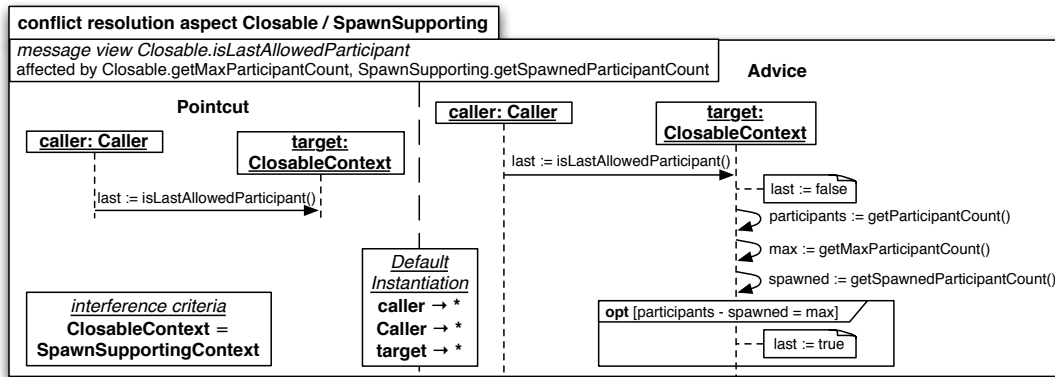 conflict resolution aspect Closable / SpawnSupporting
message view Closable.isLastAllowedParticipant
affected by Closable.getMaxParticipantCount, SpawnSupporting.getSpawnedParticipantCount
Pointcut
caller: Caller
target:
ClosableContext
last := isLastAllowedParticipant()
interference criteria
ClosableContext =
SpawnSupportingContext
Default
Instantiation
caller → *
Caller → *
target → *
Advice
caller: Caller
target:
ClosableContext
last := isLastAllowedParticipant()
last := false
participants := getParticipantCount()
max := getMaxParticipantCount()
spawned := getSpawnedParticipantCount()
opt [participants - spawned = max]
last := true